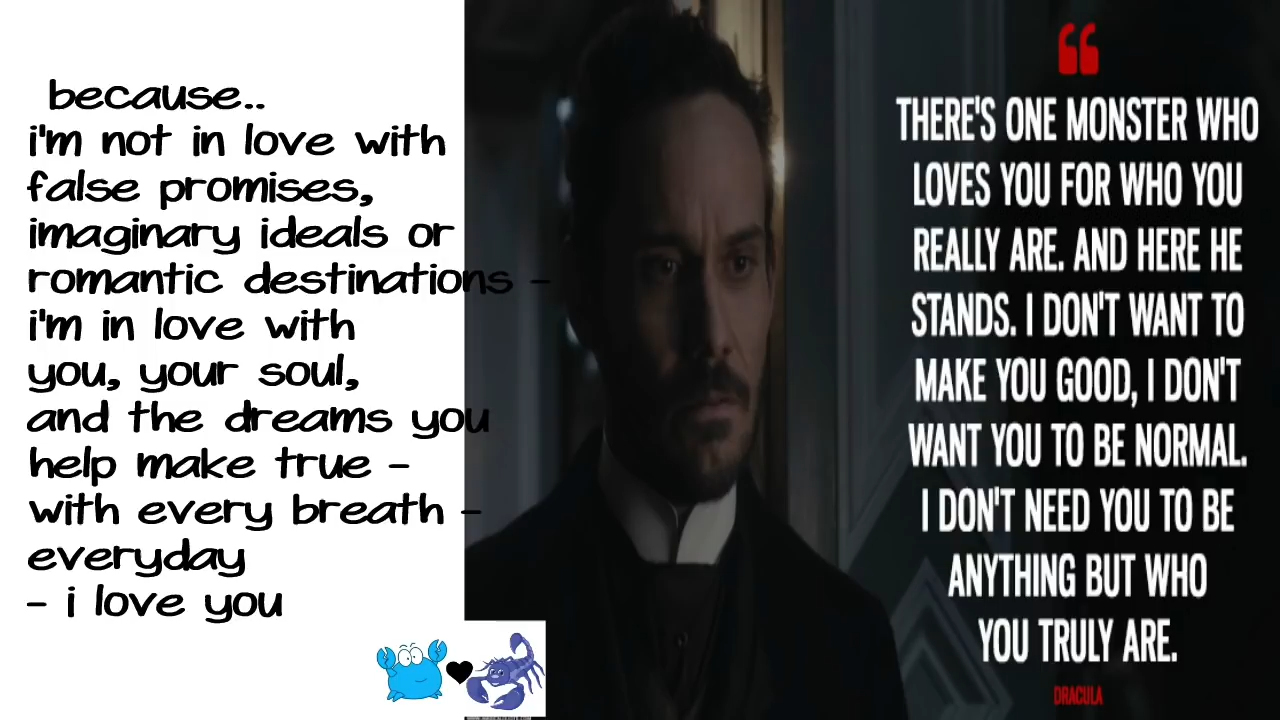 because..
i'm not in love with
false promises,
imaginary ideals or
romantic destinations -
i'm in love with
you, your soul,
and the dreams you
help make true -
with every breath -
everyday
- i love you
“
THERE'S ONE MONSTER WHO
LOVES YOU FOR WHO YOU
REALLY ARE. AND HERE HE
STANDS. I DON'T WANT TO
MAKE YOU GOOD, I DON'T
WANT YOU TO BE NORMAL.
I DON'T NEED YOU TO BE
ANYTHING BUT WHO
YOU TRULY ARE.
DRACULA